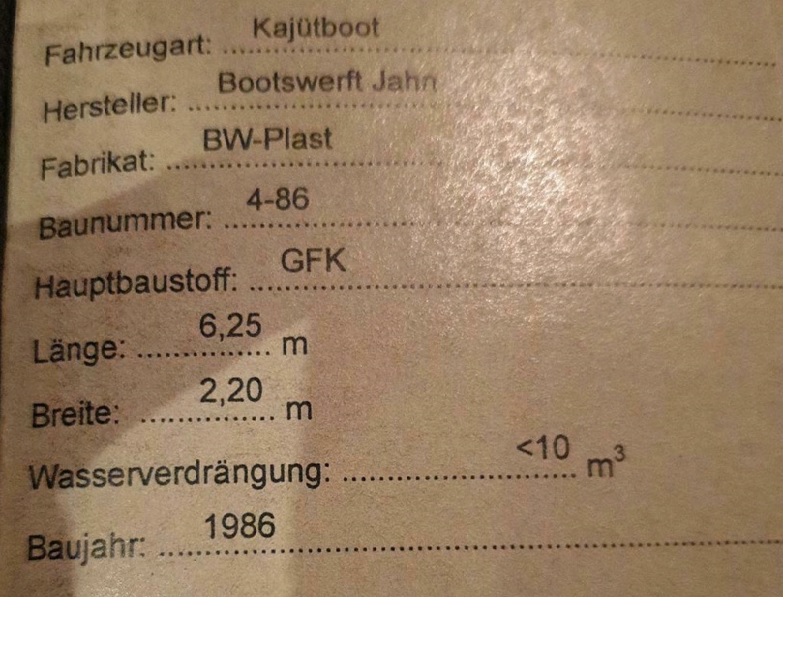 Fahrzeugart: Kajütboot
Hersteller: Bootswerft Jahn
Fabrikat: BW-Plast
Baunummer: 4-86
Hauptbaustoff: GFK
Länge: 6,25 m
Breite: 2,20 m
Wasserverdrängung: <10 m³
Baujahr: 1986